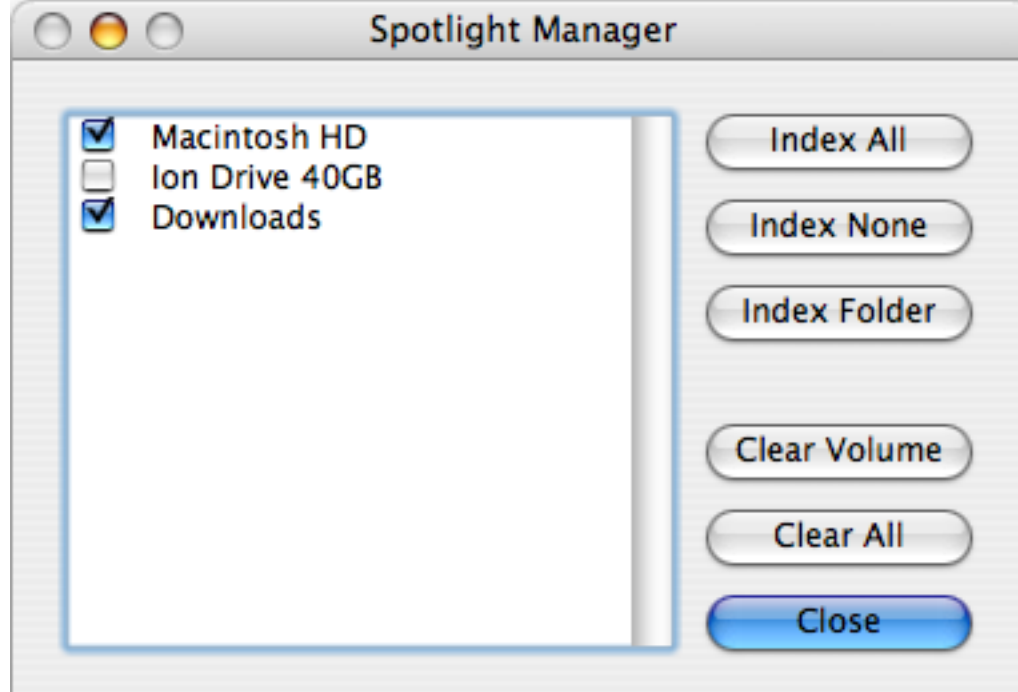 Spotlight Manager
Macintosh HD
Ion Drive 40GB
Downloads
Index All
Index None
Index Folder
Clear Volume
Clear All
Close